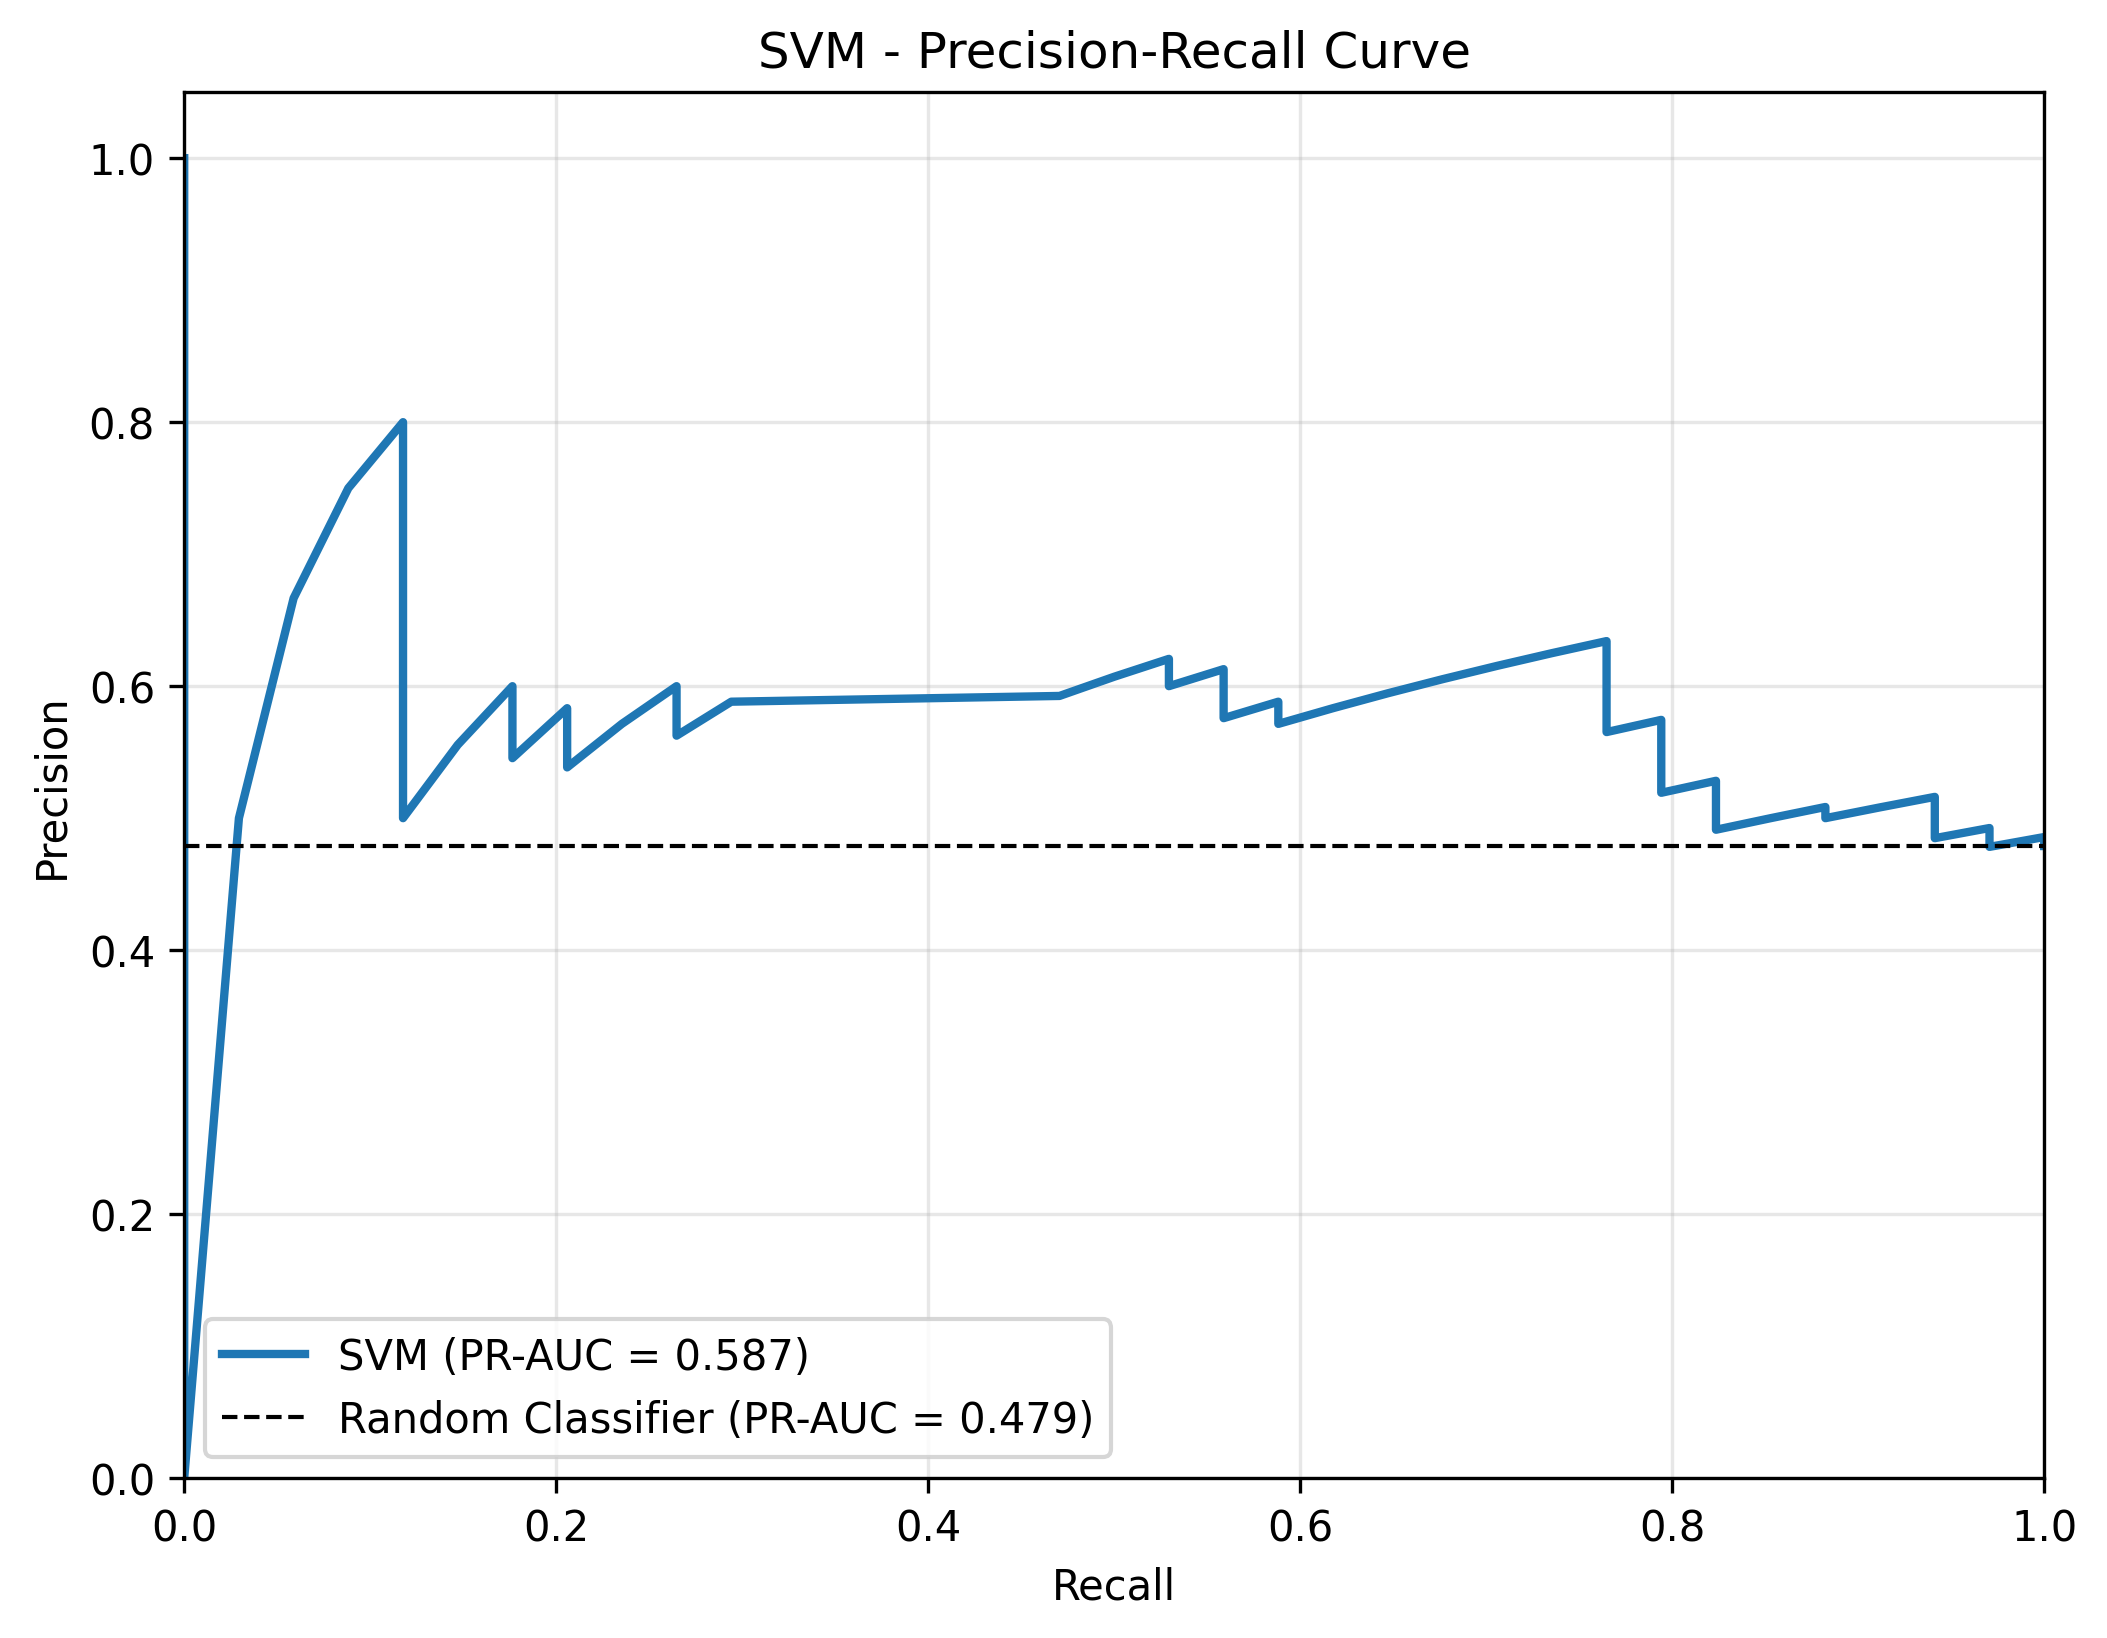 SVM - Precision-Recall Curve
1.0
0.8
0.6
0.4
0.2
0.0
Precision
SVM (PR-AUC = 0.587)
Random Classifier (PR-AUC = 0.479)
0.0 0.2 0.4 0.6 0.8 1.0
Recall